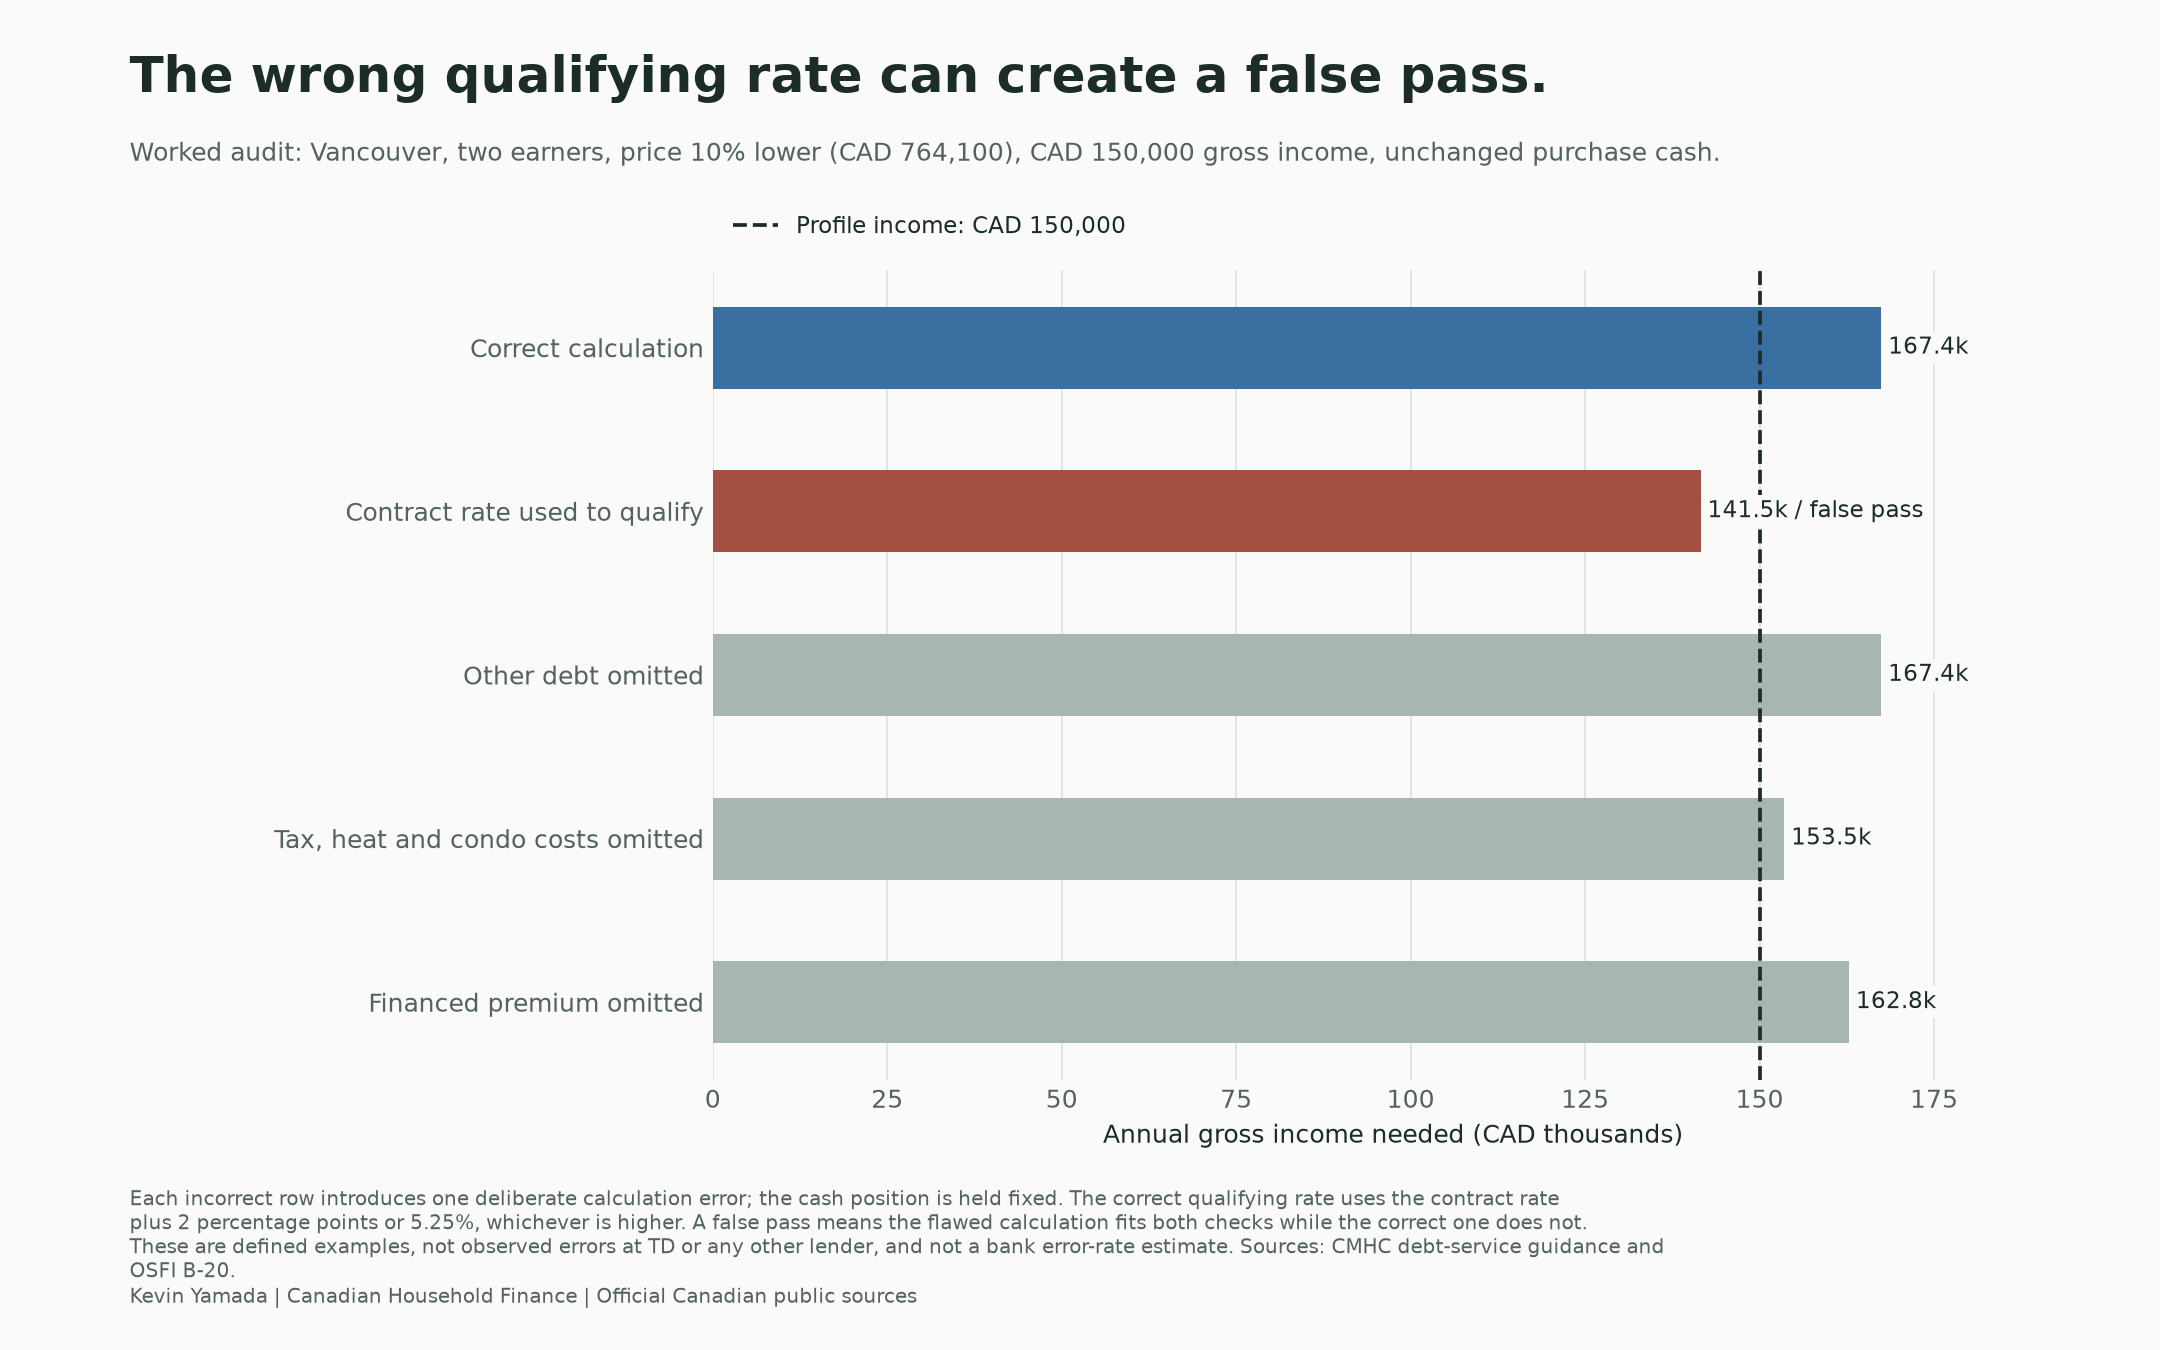 The wrong qualifying rate can create a false pass.
Worked audit: Vancouver, two earners, price 10% lower (CAD 764,100), CAD 150,000 gross income, unchanged purchase cash.
Profile income: CAD 150,000
Correct calculation
167.4k
Contract rate used to qualify
141.5k / false pass
Other debt omitted
167.4k
Tax, heat and condo costs omitted
153.5k
Financed premium omitted
162.8k
0 25 50 75 100 125 150 175
Annual gross income needed (CAD thousands)
Each incorrect row introduces one deliberate calculation error; the cash position is held fixed. The correct qualifying rate uses the contract rate
plus 2 percentage points or 5.25%, whichever is higher. A false pass means the flawed calculation fits both checks while the correct one does not.
These are defined examples, not observed errors at TD or any other lender, and not a bank error-rate estimate. Sources: CMHC debt-service guidance and
OSFI B-20.
Kevin Yamada | Canadian Household Finance | Official Canadian public sources